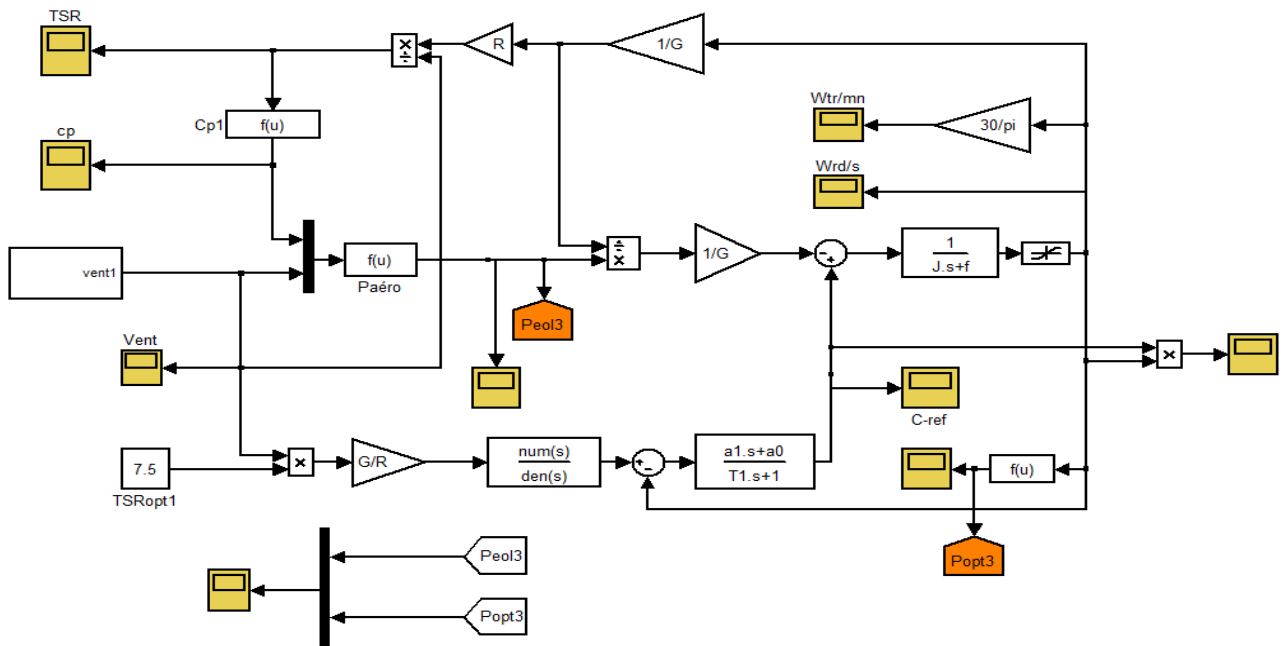 TSR
×
÷
R
1/G
Wtr/mn
30/pi
Cp1
f(u)
cp
Wrd/s
vent1
f(u)
Paéro
÷
×
1/G
-
+
1
J.s+f
Peol3
Vent
×
C-ref
7.5
TSRopt1
×
G/R
num(s)
den(s)
+
-
a1.s+a0
T1.s+1
f(u)
Popt3
Peol3
Popt3